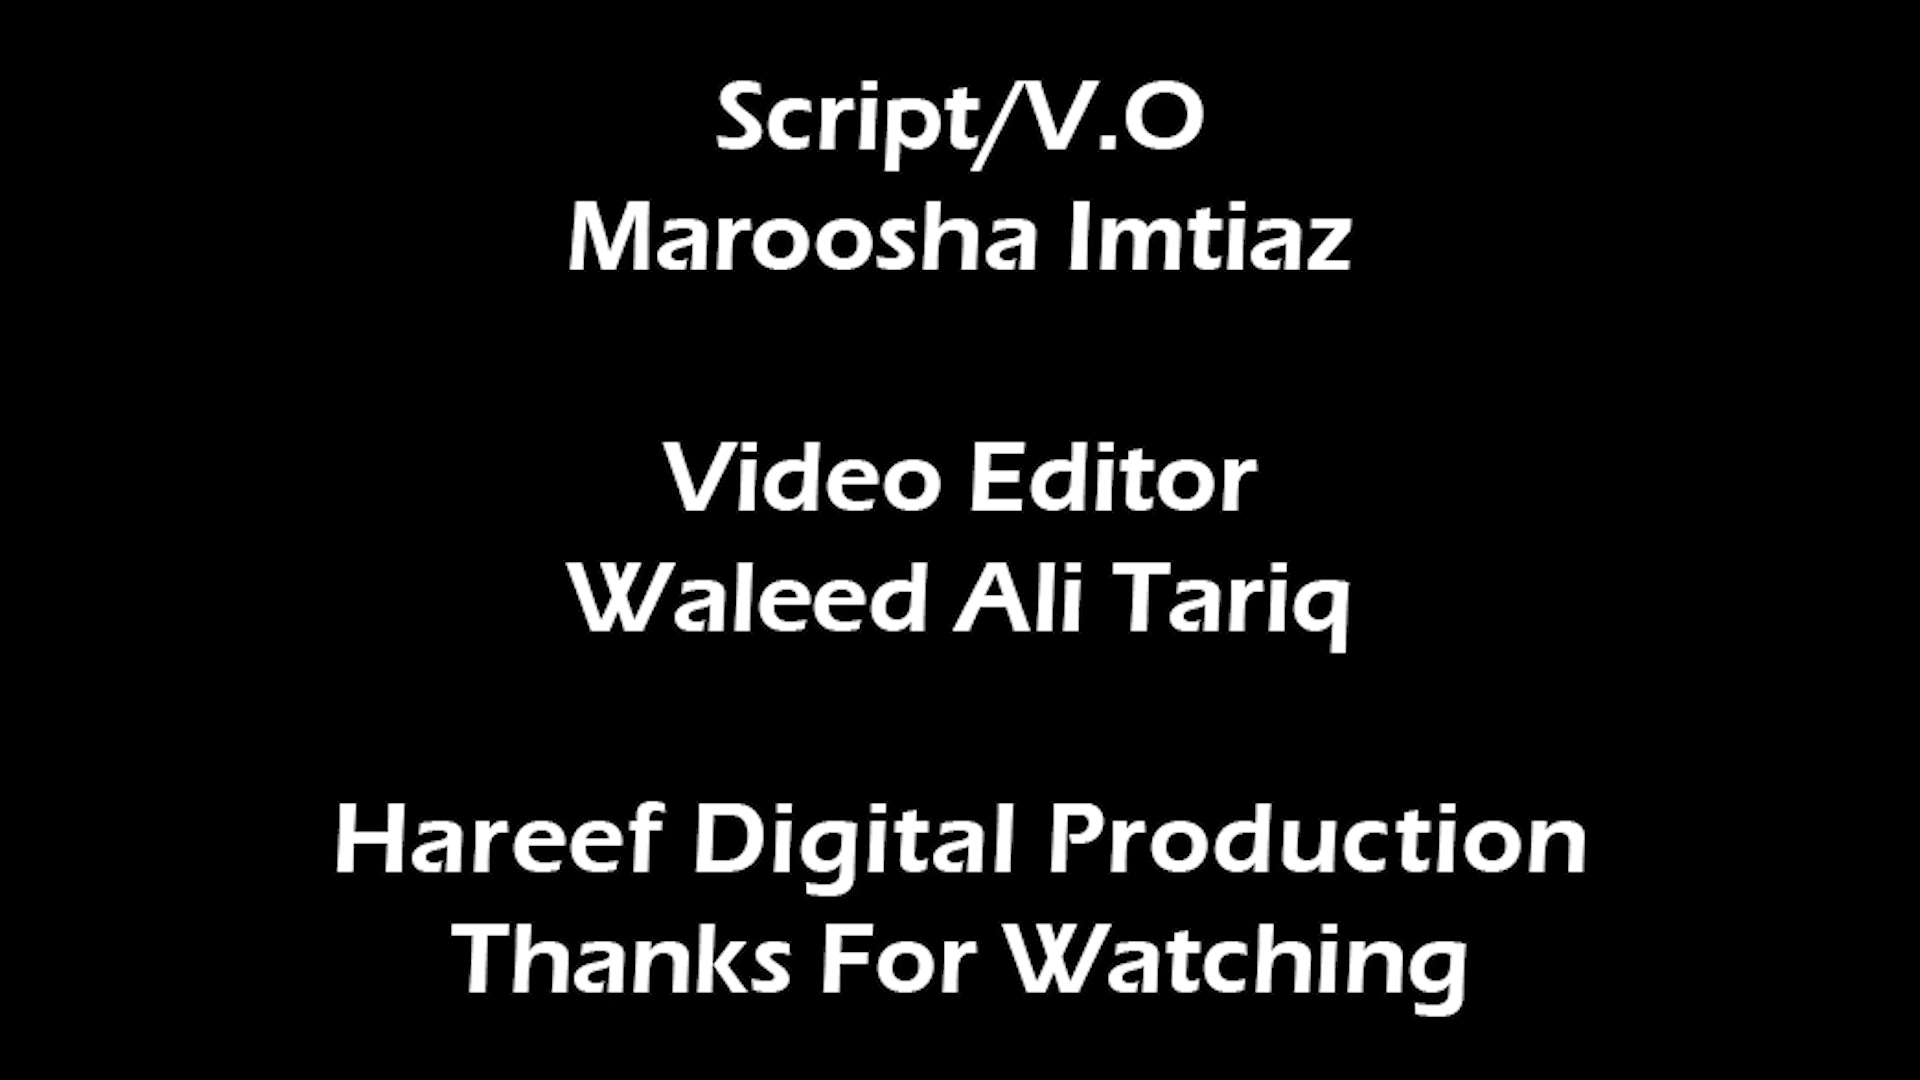 Script/V.O
Maroosha Imtiaz
Video Editor
Waleed Ali Tariq
Hareef Digital Production
Thanks For Watching